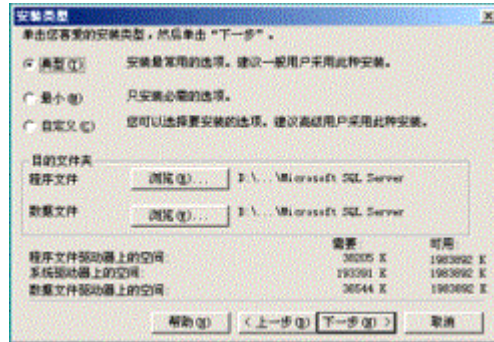 安装类型
单击您喜爱的安装类型，然后单击“下一步”。
典型(T) 安装最常用的选项。建议一般用户采用此种安装。
最小(M) 只安装必需的选项。
自定义(C) 您可以选择要安装的选项。建议高级用户采用此种安装。
目的文件夹
程序文件 浏览(R)... D:\...\Microsoft SQL Server
数据文件 浏览(W)... D:\...\Microsoft SQL Server
需要 可用:
程序文件驱动器上的空间: 38205 K 1983892 K
系统驱动器上的空间: 193391 K 1983892 K
数据文件驱动器上的空间: 36544 K 1983892 K
帮助(H) <上一步(B) 下一步(N)> 取消